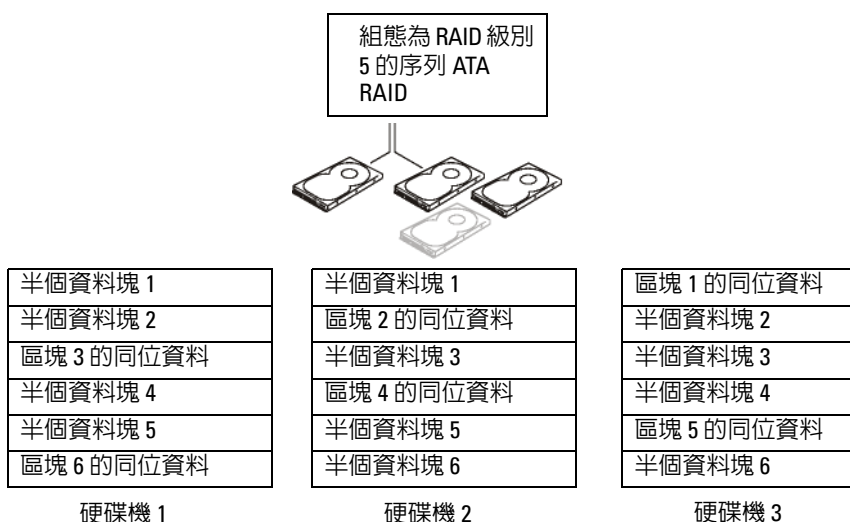 組態為 RAID 級別
5 的序列 ATA
RAID
半個資料塊 1
半個資料塊 2
區塊 3 的同位資料
半個資料塊 4
半個資料塊 5
區塊 6 的同位資料
硬碟機 1
半個資料塊 1
區塊 2 的同位資料
半個資料塊 3
區塊 4 的同位資料
半個資料塊 5
半個資料塊 6
硬碟機 2
區塊 1 的同位資料
半個資料塊 2
半個資料塊 3
半個資料塊 4
區塊 5 的同位資料
半個資料塊 6
硬碟機 3